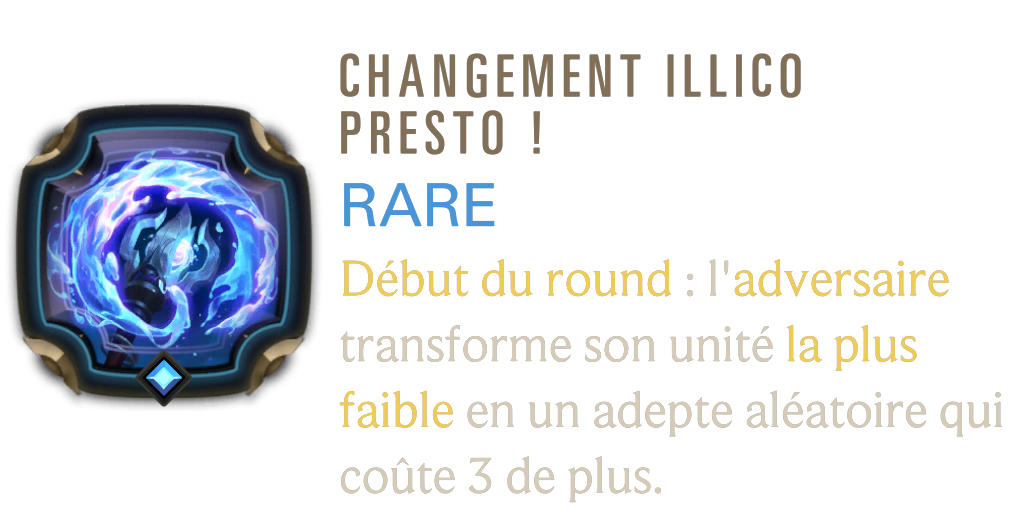 CHANGEMENT ILLICO
PRESTO !
RARE
Début du round : l'adversaire
transforme son unité la plus
faible en un adepte aléatoire qui
coûte 3 de plus.